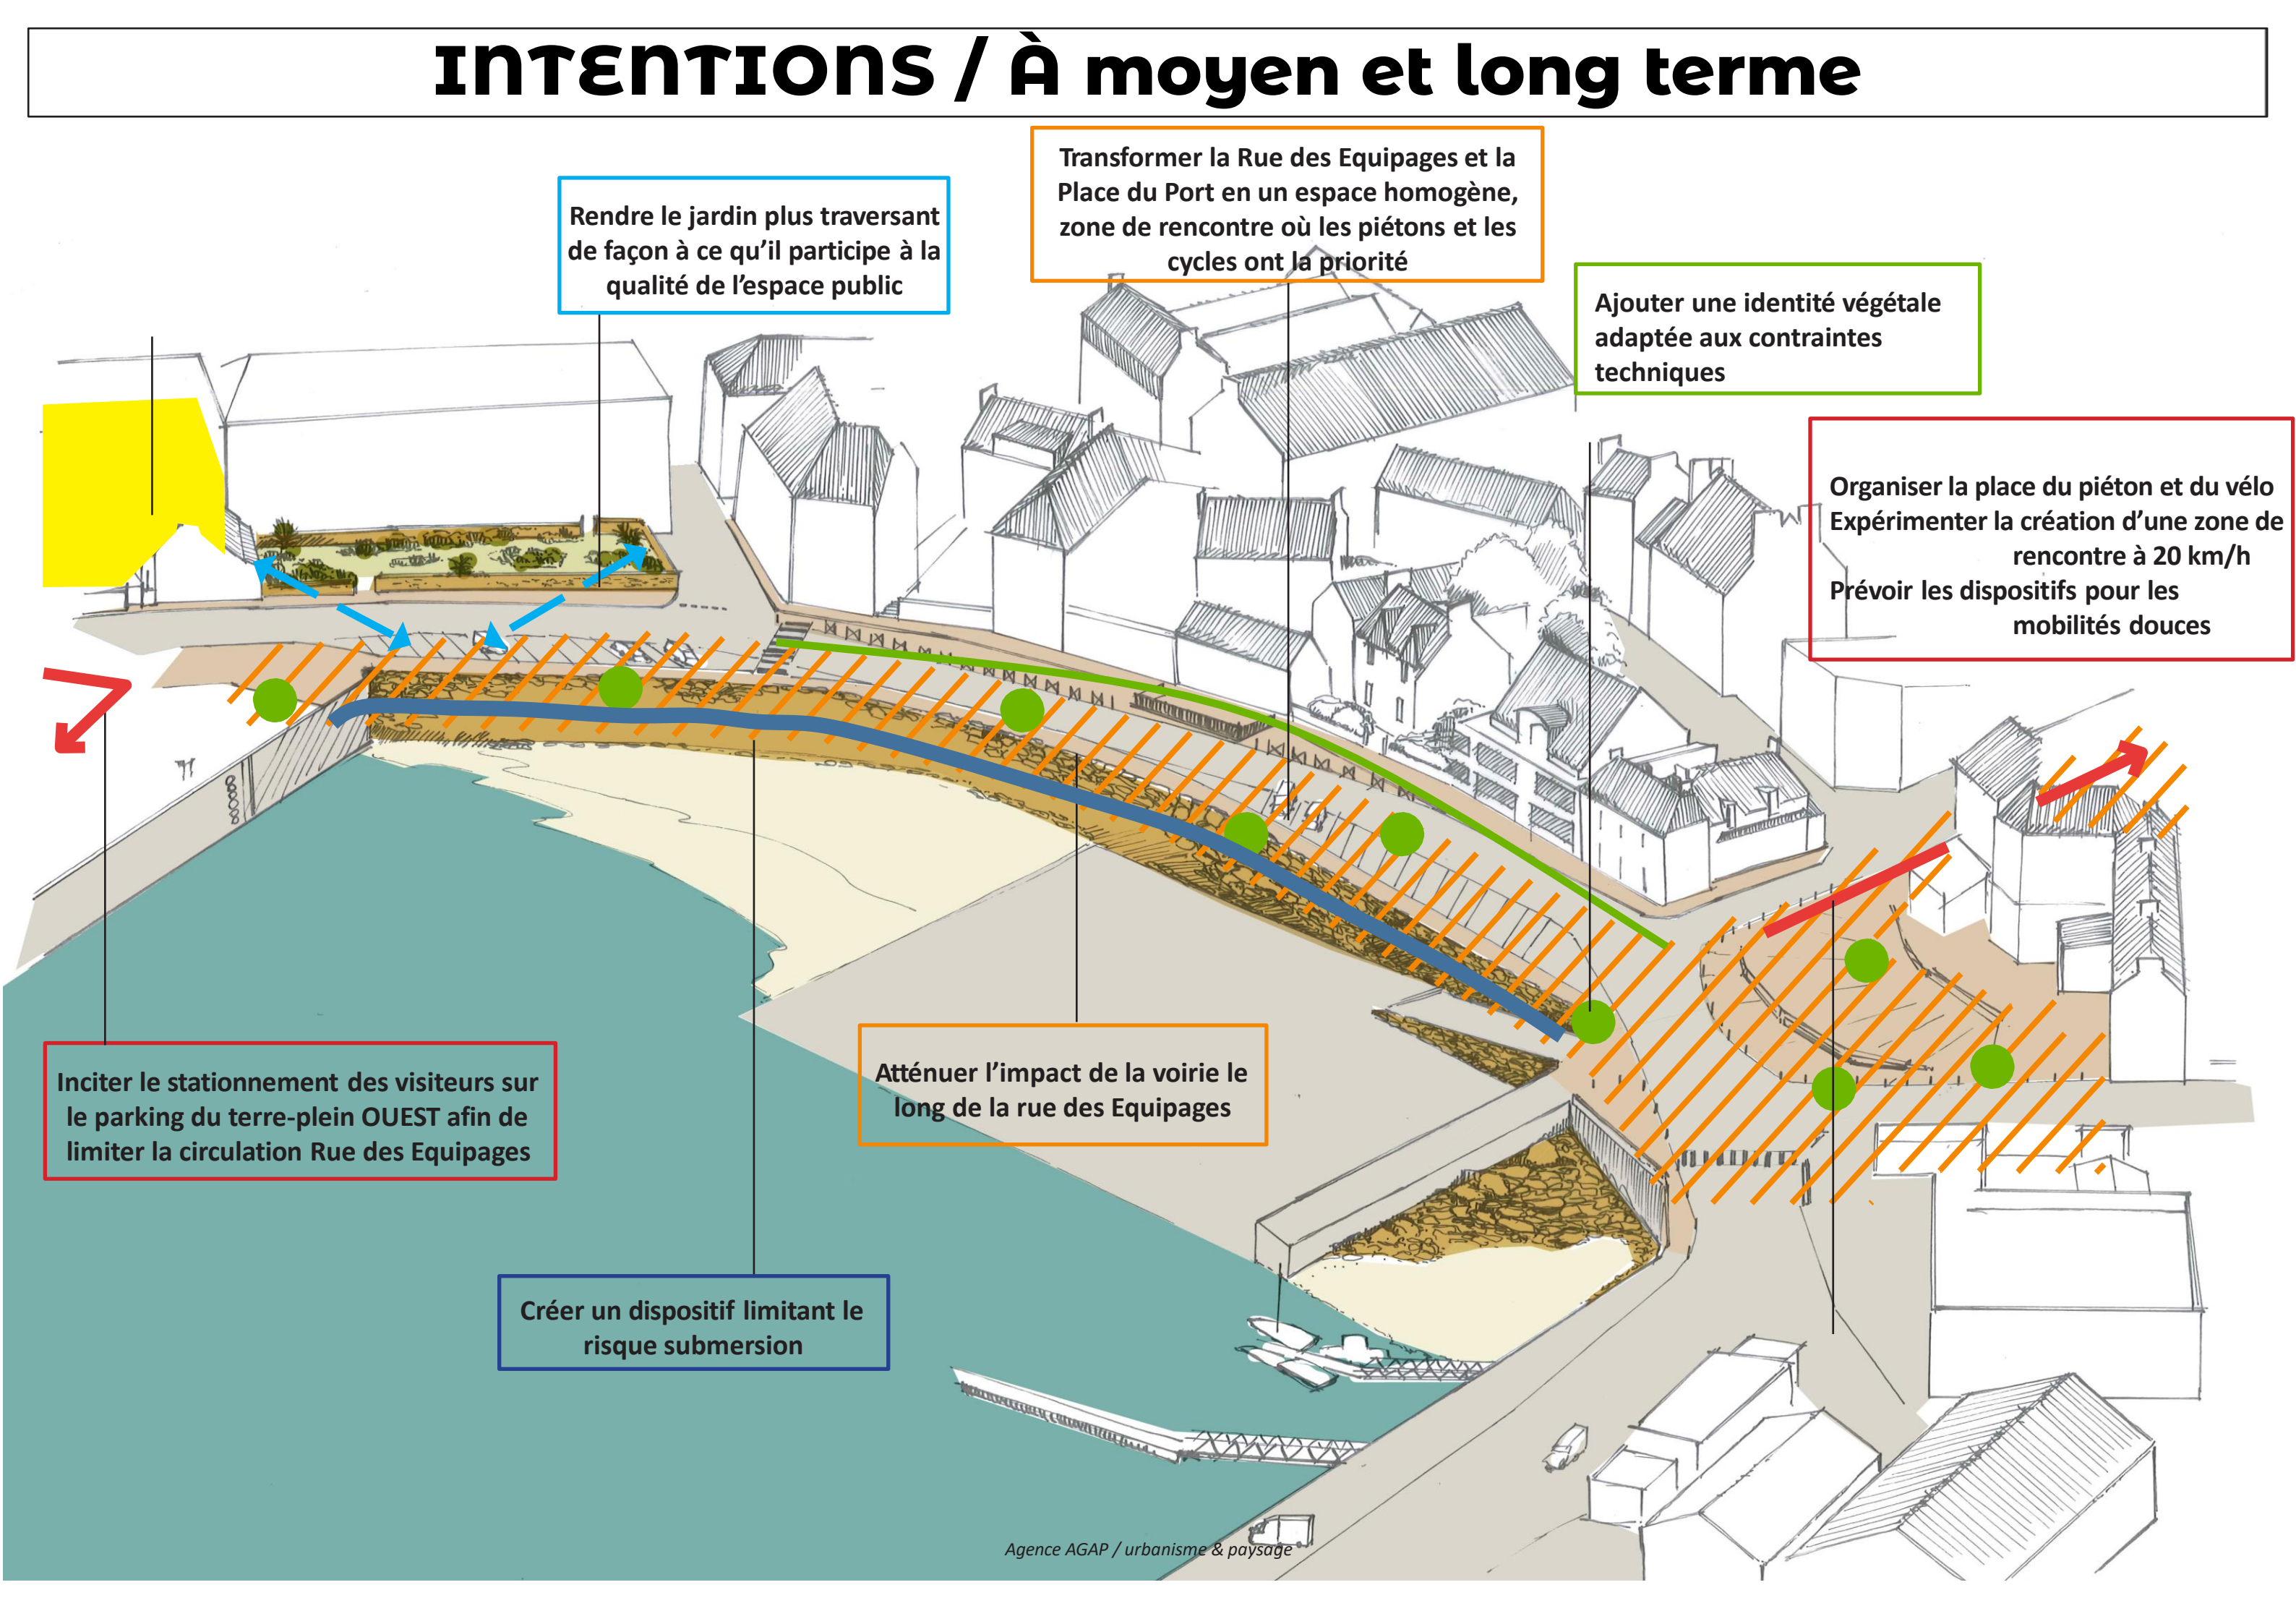 INTENTIONS / À moyen et long terme
Transformer la Rue des Equipages et la
Place du Port en un espace homogène,
zone de rencontre où les piétons et les
cycles ont la priorité
Rendre le jardin plus traversant
de façon à ce qu’il participe à la
qualité de l’espace public
Ajouter une identité végétale
adaptée aux contraintes
techniques
Organiser la place du piéton et du vélo
Expérimenter la création d’une zone de
rencontre à 20 km/h
Prévoir les dispositifs pour les
mobilités douces
Inciter le stationnement des visiteurs sur
le parking du terre-plein OUEST afin de
limiter la circulation Rue des Equipages
Atténuer l’impact de la voirie le
long de la rue des Equipages
Créer un dispositif limitant le
risque submersion
Agence AGAP / urbanisme & paysage